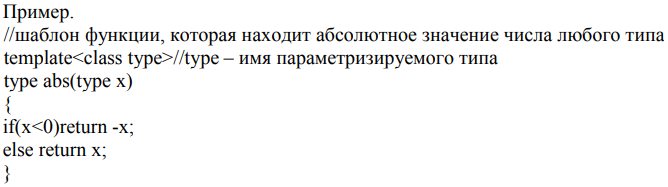 Пример.
//шаблон функции, которая находит абсолютное значение числа любого типа
template<class type>//type – имя параметризируемого типа
type abs(type x)
{
if(x<0)return -x;
else return x;
}